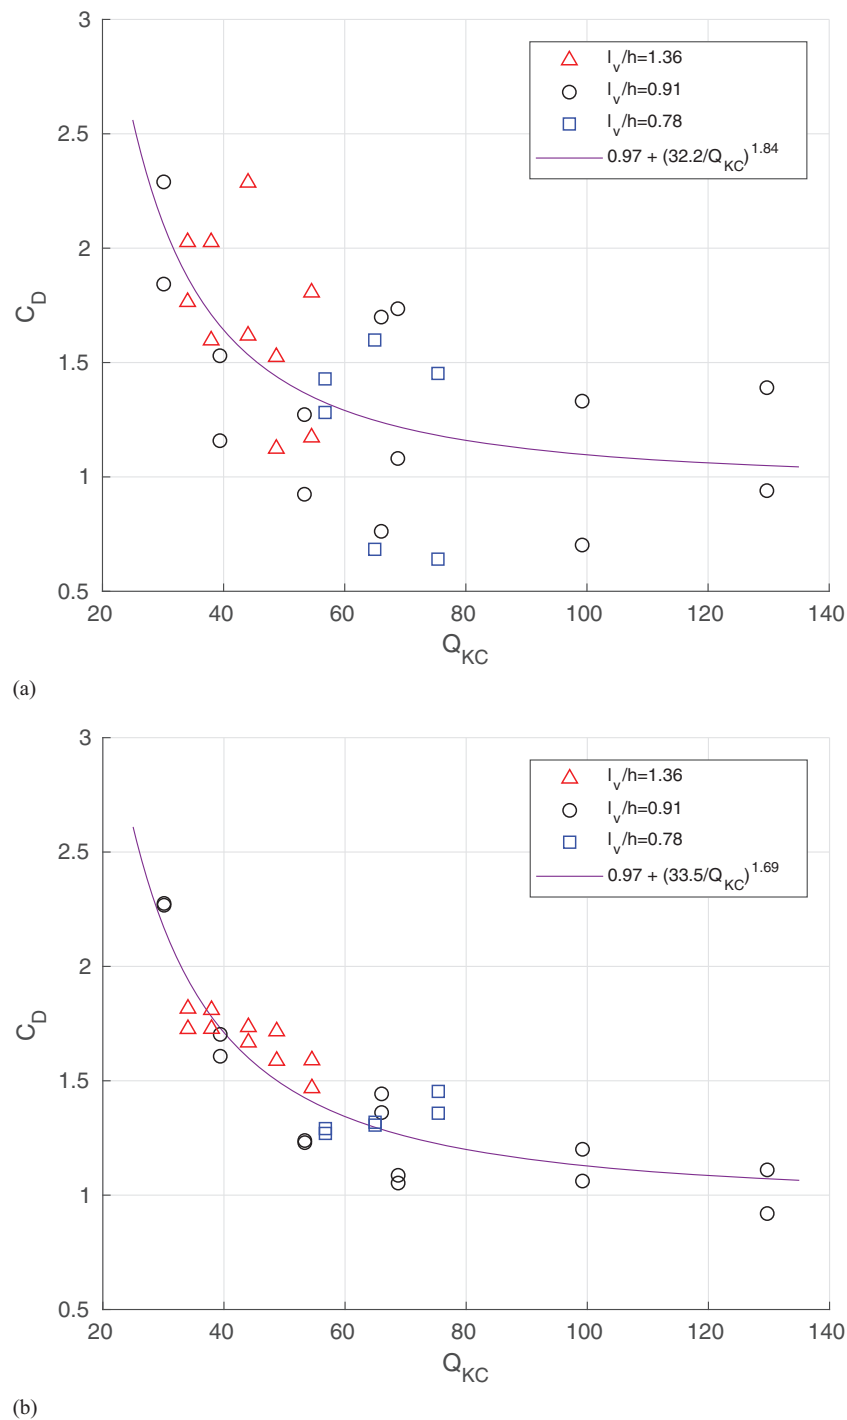 3
2.5
2
1.5
1
0.5
20 40 60 80 100 120 140
C_D
Q_KC
l_v/h=1.36
l_v/h=0.91
l_v/h=0.78
0.97 + (32.2/Q_KC)^1.84
(a)
3
2.5
2
1.5
1
0.5
20 40 60 80 100 120 140
C_D
Q_KC
l_v/h=1.36
l_v/h=0.91
l_v/h=0.78
0.97 + (33.5/Q_KC)^1.69
(b)